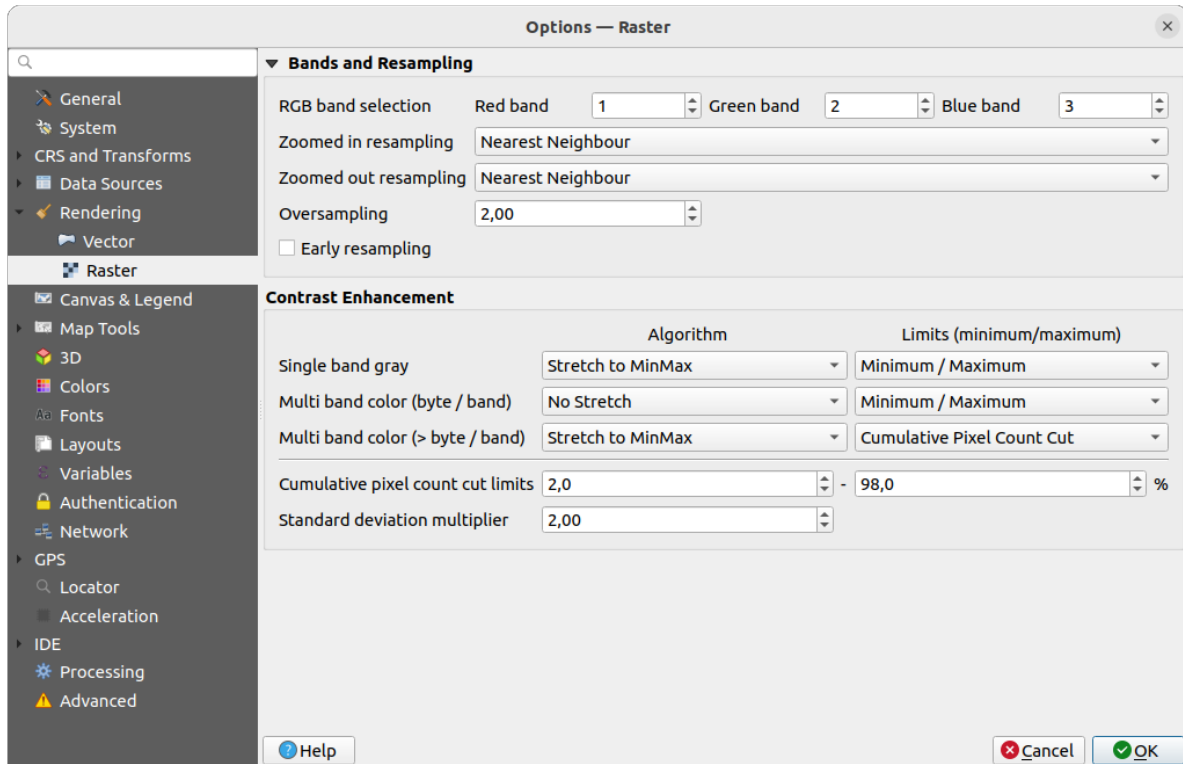 Options — Raster
General
System
CRS and Transforms
Data Sources
Rendering
Vector
Raster
Canvas & Legend
Map Tools
3D
Colors
Fonts
Layouts
Variables
Authentication
Network
GPS
Locator
Acceleration
IDE
Processing
Advanced
Bands and Resampling
RGB band selection Red band 1 Green band 2 Blue band 3
Zoomed in resampling Nearest Neighbour
Zoomed out resampling Nearest Neighbour
Oversampling 2,00
Early resampling
Contrast Enhancement
Algorithm Limits (minimum/maximum)
Single band gray Stretch to MinMax Minimum / Maximum
Multi band color (byte / band) No Stretch Minimum / Maximum
Multi band color (> byte / band) Stretch to MinMax Cumulative Pixel Count Cut
Cumulative pixel count cut limits 2,0 - 98,0 %
Standard deviation multiplier 2,00
Help Cancel OK